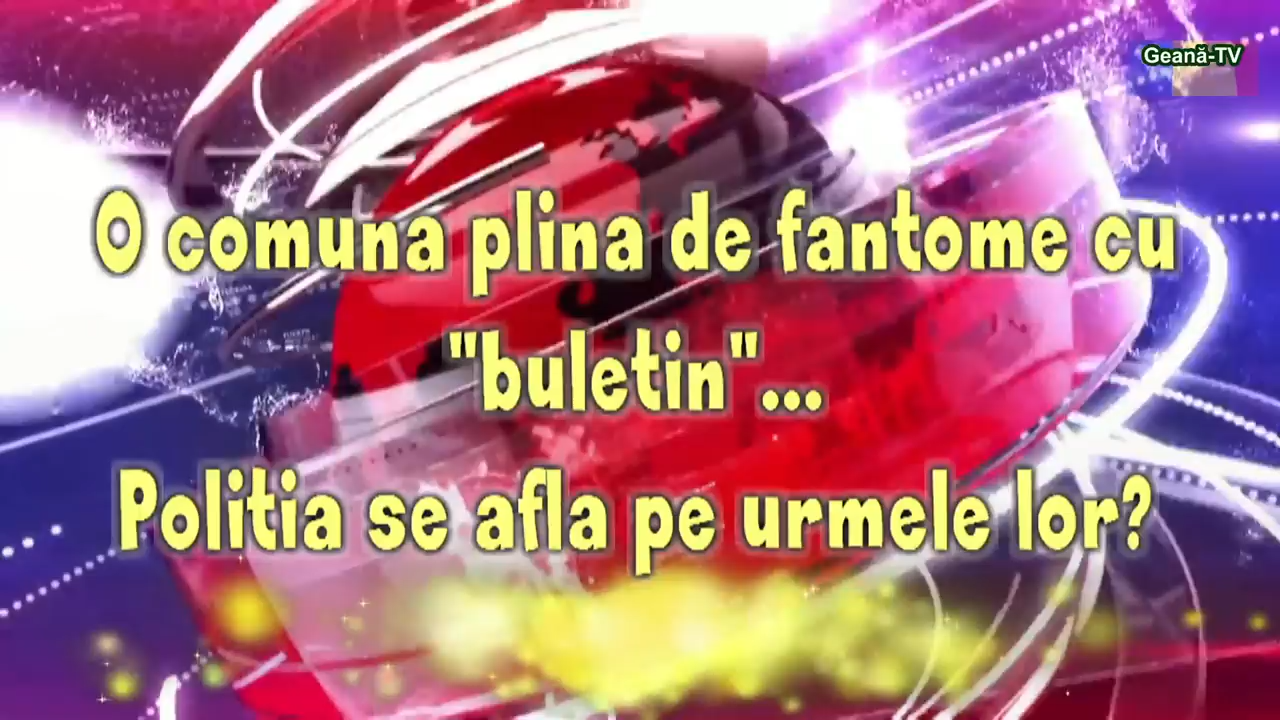 Geană-TV
O comuna plina de fantome cu
"buletin"...
Politia se afla pe urmele lor?